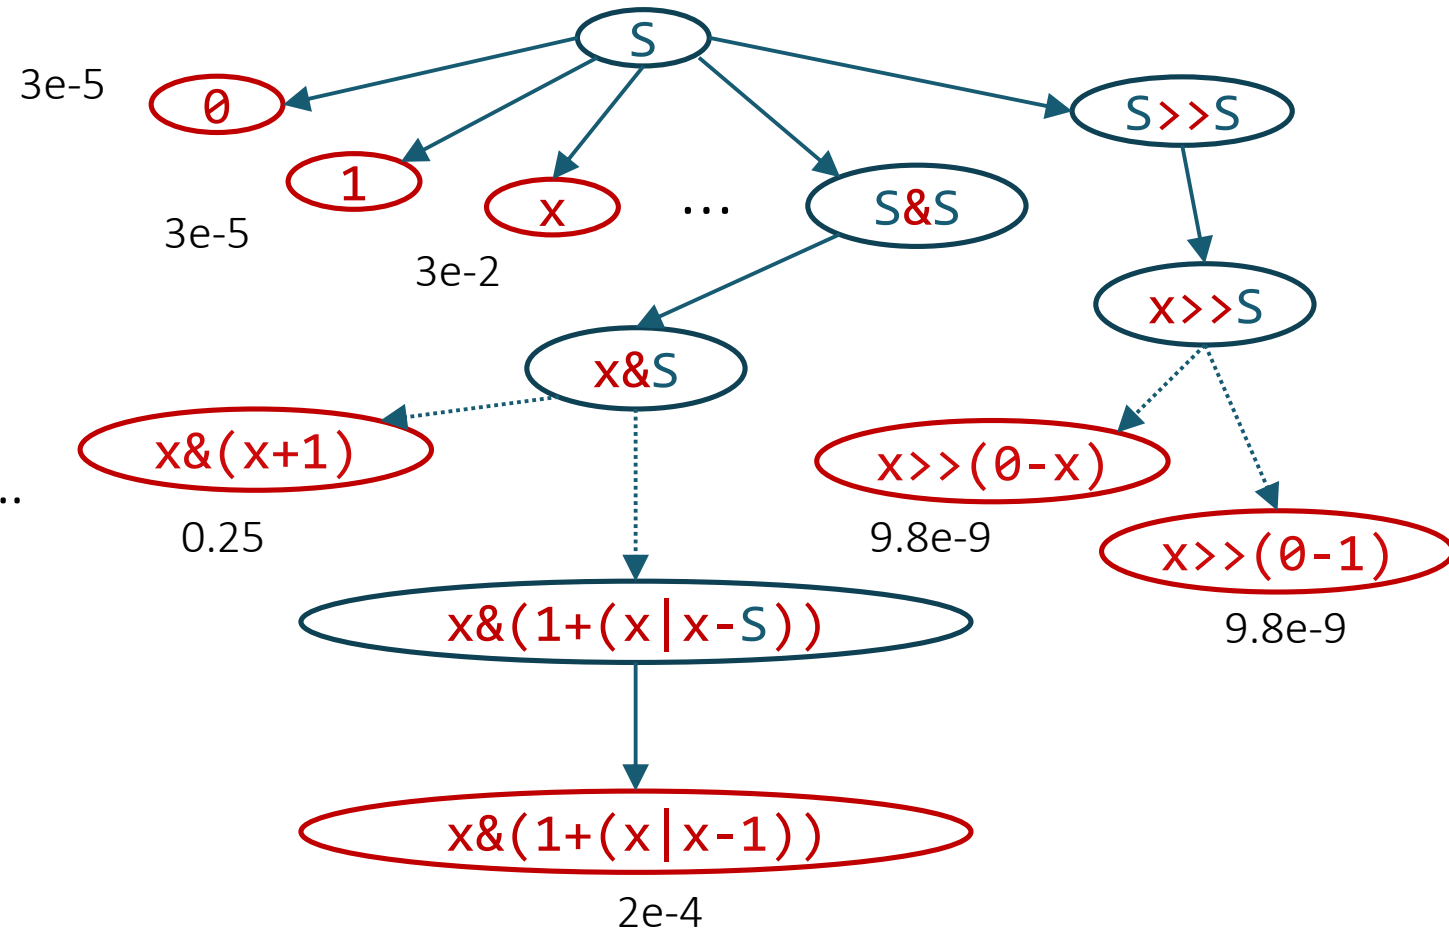 S
3e-5
0
S>>S
1
x
...
S&S
3e-5
3e-2
x>>S
x&S
x&(x+1)
x>>(0-x)
..
0.25
9.8e-9
x>>(0-1)
x&(1+(x|x-S))
9.8e-9
x&(1+(x|x-1))
2e-4